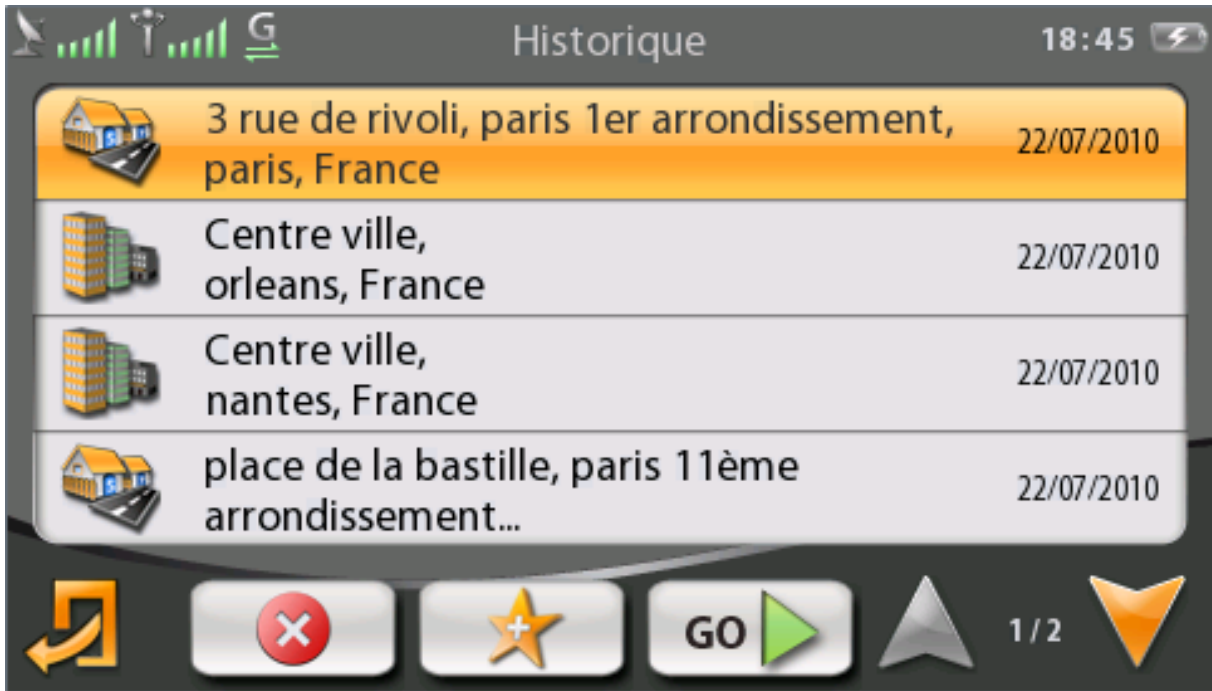 G
Historique
18:45
3 rue de rivoli, paris 1er arrondissement,
22/07/2010
paris, France
Centre ville,
22/07/2010
orleans, France
Centre ville,
22/07/2010
nantes, France
place de la bastille, paris 11ème
22/07/2010
arrondissement...
GO
1/2